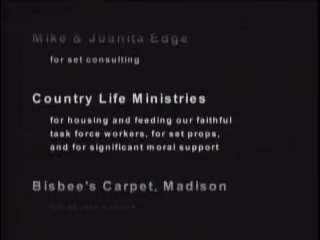 Mike & Juanita Edge
for set consulting
Country Life Ministries
for housing and feeding our faithful
task force workers, for set props,
and for significant moral support
Bisbee's Carpet, Madison